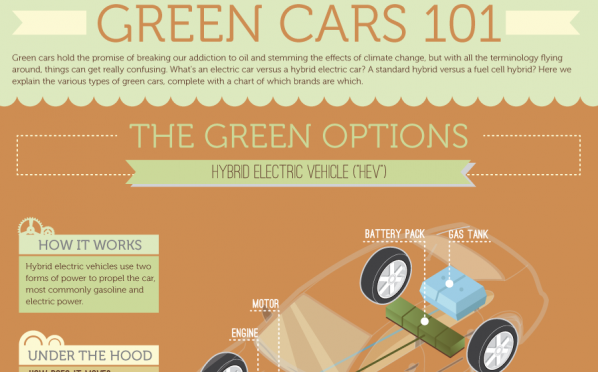 GREEN CARS 101
Green cars hold the promise of breaking our addiction to oil and stemming the effects of climate change, but with all the terminology flying
around, things can get really confusing. What's an electric car versus a hybrid electric car? A standard hybrid versus a fuel cell hybrid? Here we
explain the various types of green cars, complete with a chart of which brands are which.
THE GREEN OPTIONS
HYBRID ELECTRIC VEHICLE ("HEV")
BATTERY PACK
GAS TANK
HOW IT WORKS
Hybrid electric vehicles use two
forms of power to propel the car,
most commonly gasoline and
electric power.
MOTOR
ENGINE
UNDER THE HOOD
HOW DOES IT MOVE?